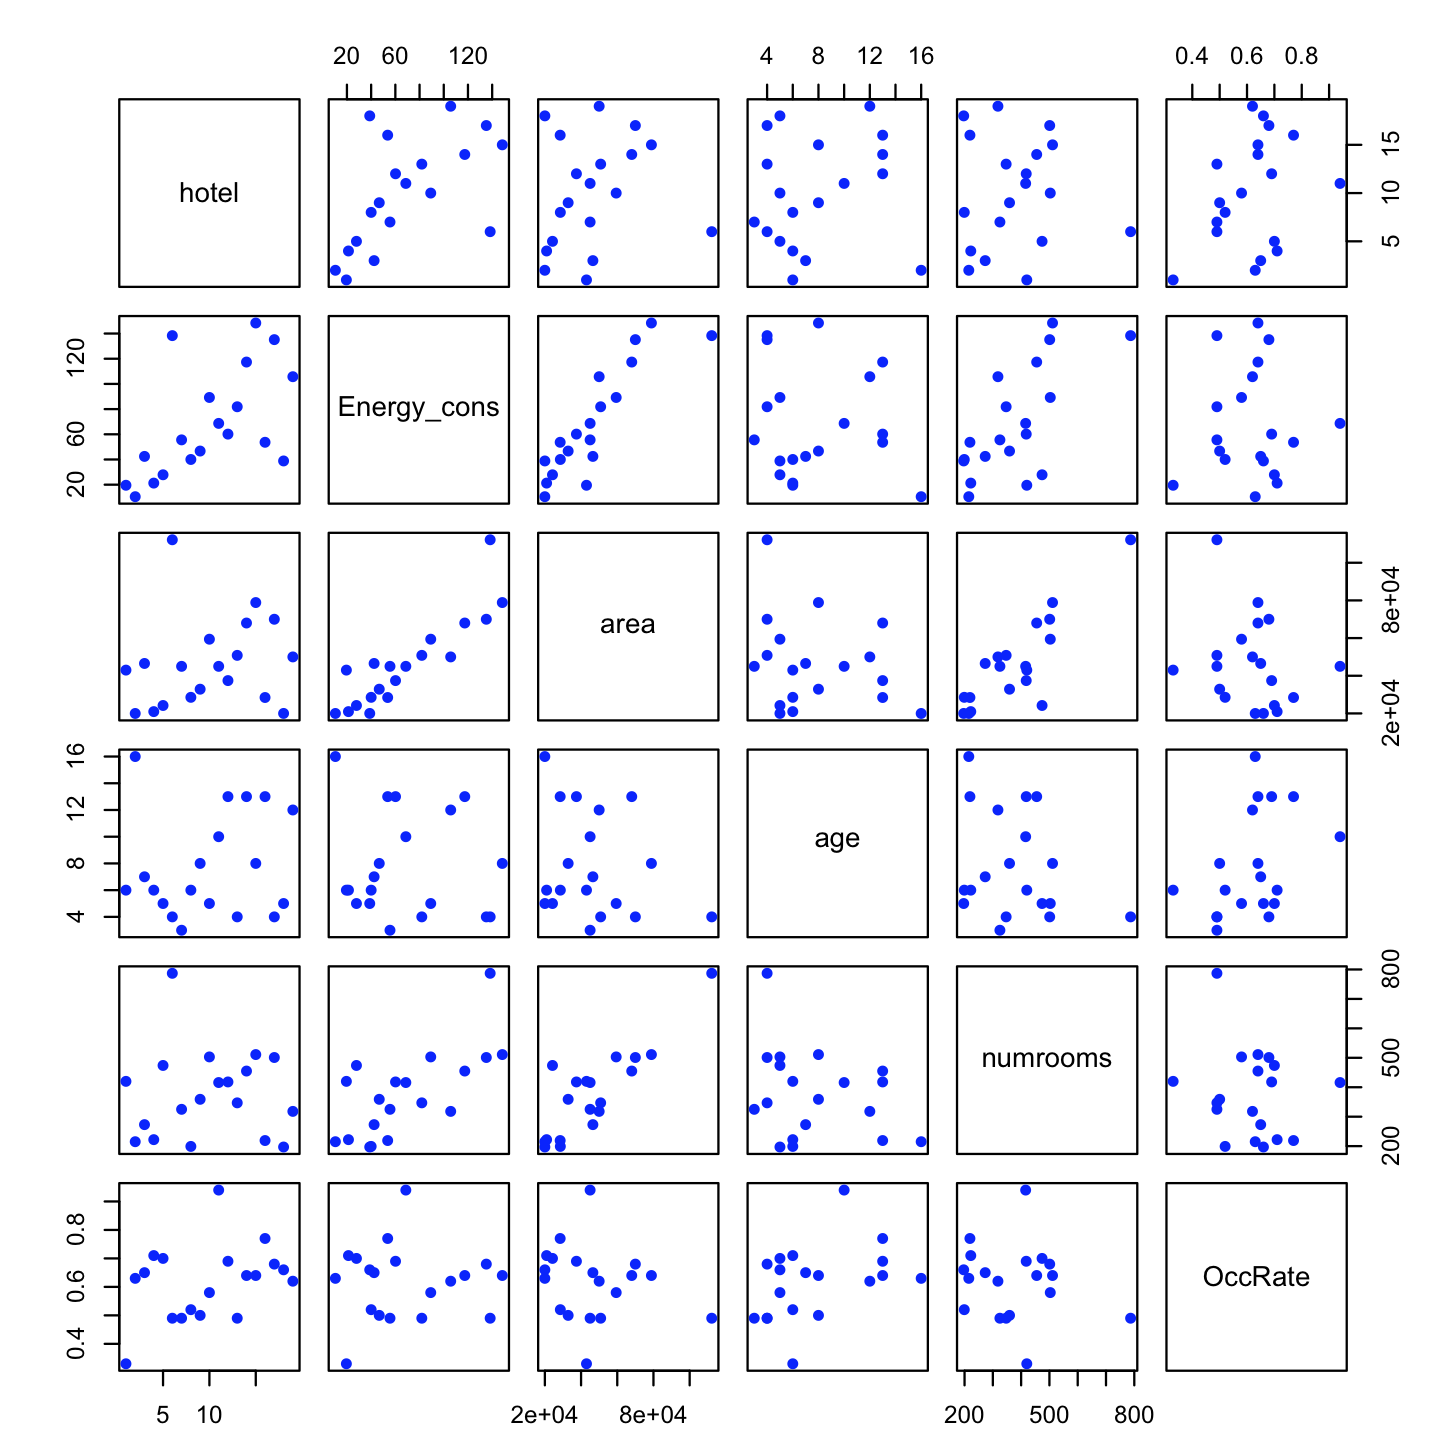 20 60 120 4 8 12 16 0.4 0.6 0.8
hotel
5 10 15
Energy_cons
20 60 120
area
2e+04 8e+04
age
4 8 12 16
numrooms
200 500 800
OccRate
0.4 0.6 0.8
5 10 2e+04 8e+04 200 500 800